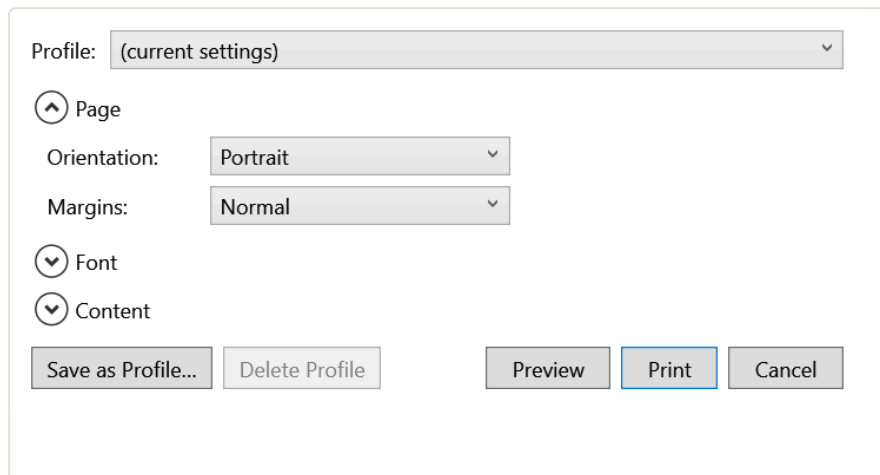 Profile: (current settings)
Page
Orientation: Portrait
Margins: Normal
Font
Content
Save as Profile... Delete Profile Preview Print Cancel